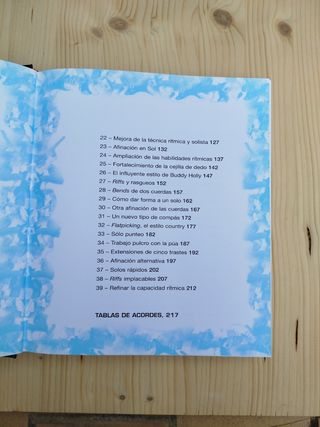 22 – Mejora de la técnica rítmica y solista 127
23 – Afinación en Sol 132
24 – Ampliación de las habilidades rítmicas 137
25 – Fortalecimiento de la cejilla de dedo 142
26 – El influyente estilo de Buddy Holly 147
27 – Riffs y rasgueos 152
28 – Bends de dos cuerdas 157
29 – Cómo dar forma a un solo 162
30 – Otra afinación de las cuerdas 167
31 – Un nuevo tipo de compás 172
32 – Flatpicking, el estilo country 177
33 – Sólo punteo 182
34 – Trabajo pulcro con la púa 187
35 – Extensiones de cinco trastes 192
36 – Afinación alternativa 197
37 – Solos rápidos 202
38 – Riffs implacables 207
39 – Refinar la capacidad rítmica 212
TABLAS DE ACORDES, 217